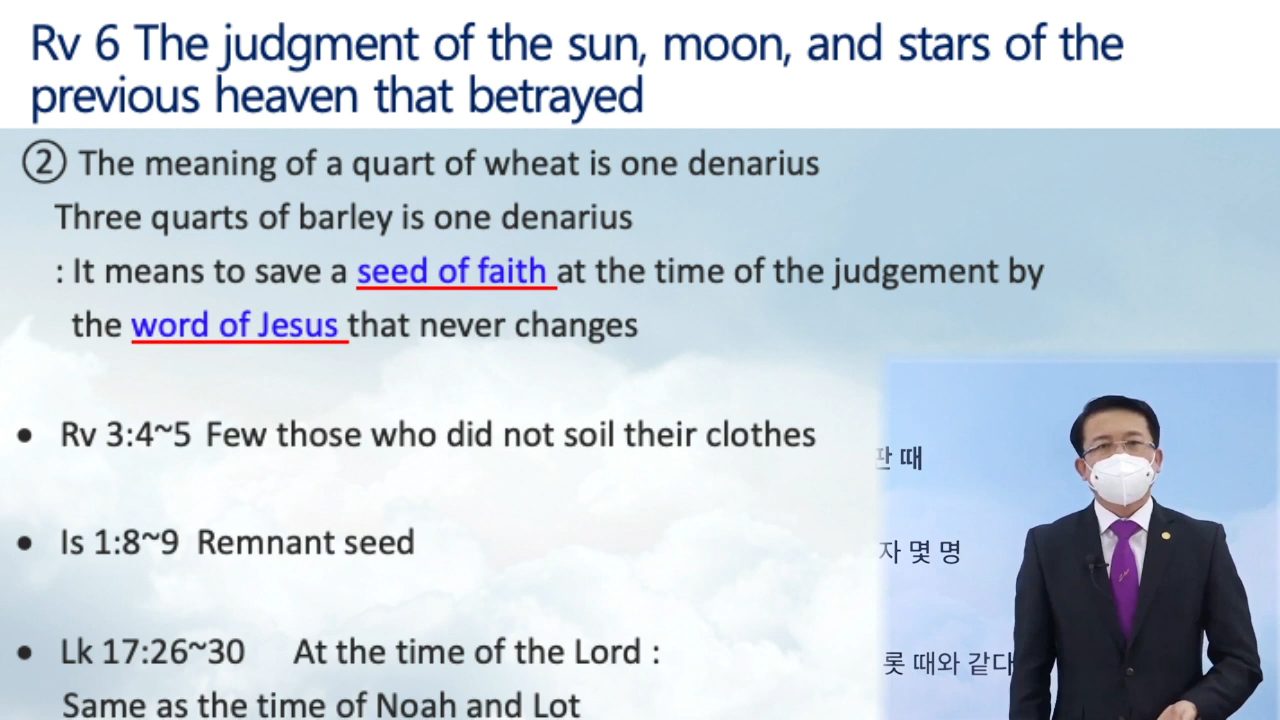 Rv 6 The judgment of the sun, moon, and stars of the
previous heaven that betrayed
② The meaning of a quart of wheat is one denarius
Three quarts of barley is one denarius
: It means to save a seed of faith at the time of the judgement by
the word of Jesus that never changes
• Rv 3:4~5 Few those who did not soil their clothes
판 때
• Is 1:8~9 Remnant seed
자 몇 명
• Lk 17:26~30 At the time of the Lord :
롯 때와 같다
Same as the time of Noah and Lot